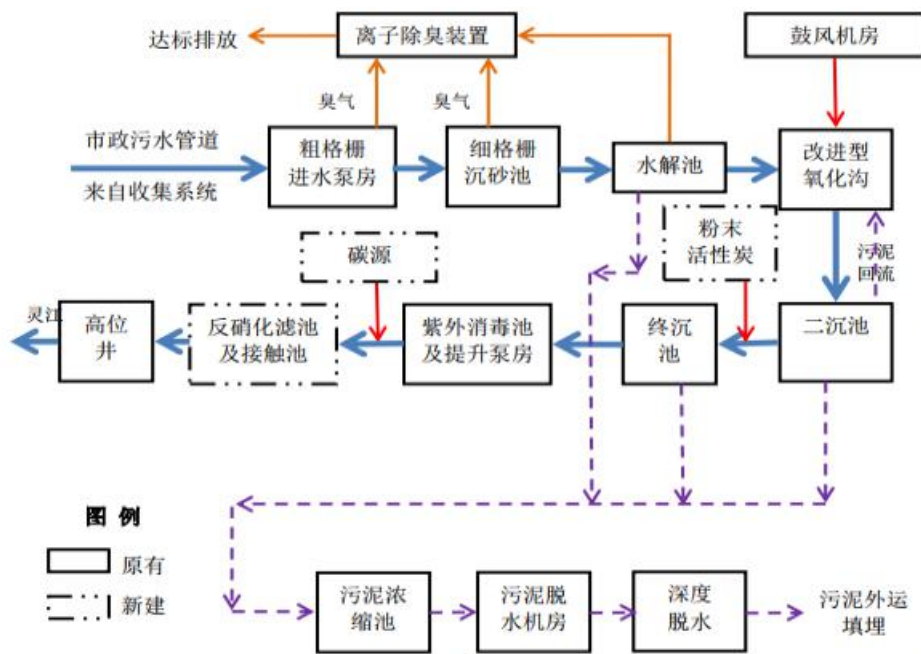 达标排放
离子除臭装置
鼓风机房
臭气
臭气
市政污水管道
来自收集系统
粗格栅
进水泵房
细格栅
沉砂池
水解池
改进型
氧化沟
碳源
粉末
活性炭
污泥
回流
灵江
高位
井
反硝化滤池
及接触池
紫外消毒池
及提升泵房
终沉
池
二沉池
图 例
原有
新建
污泥浓
缩池
污泥脱
水机房
深度
脱水
污泥外运
填埋